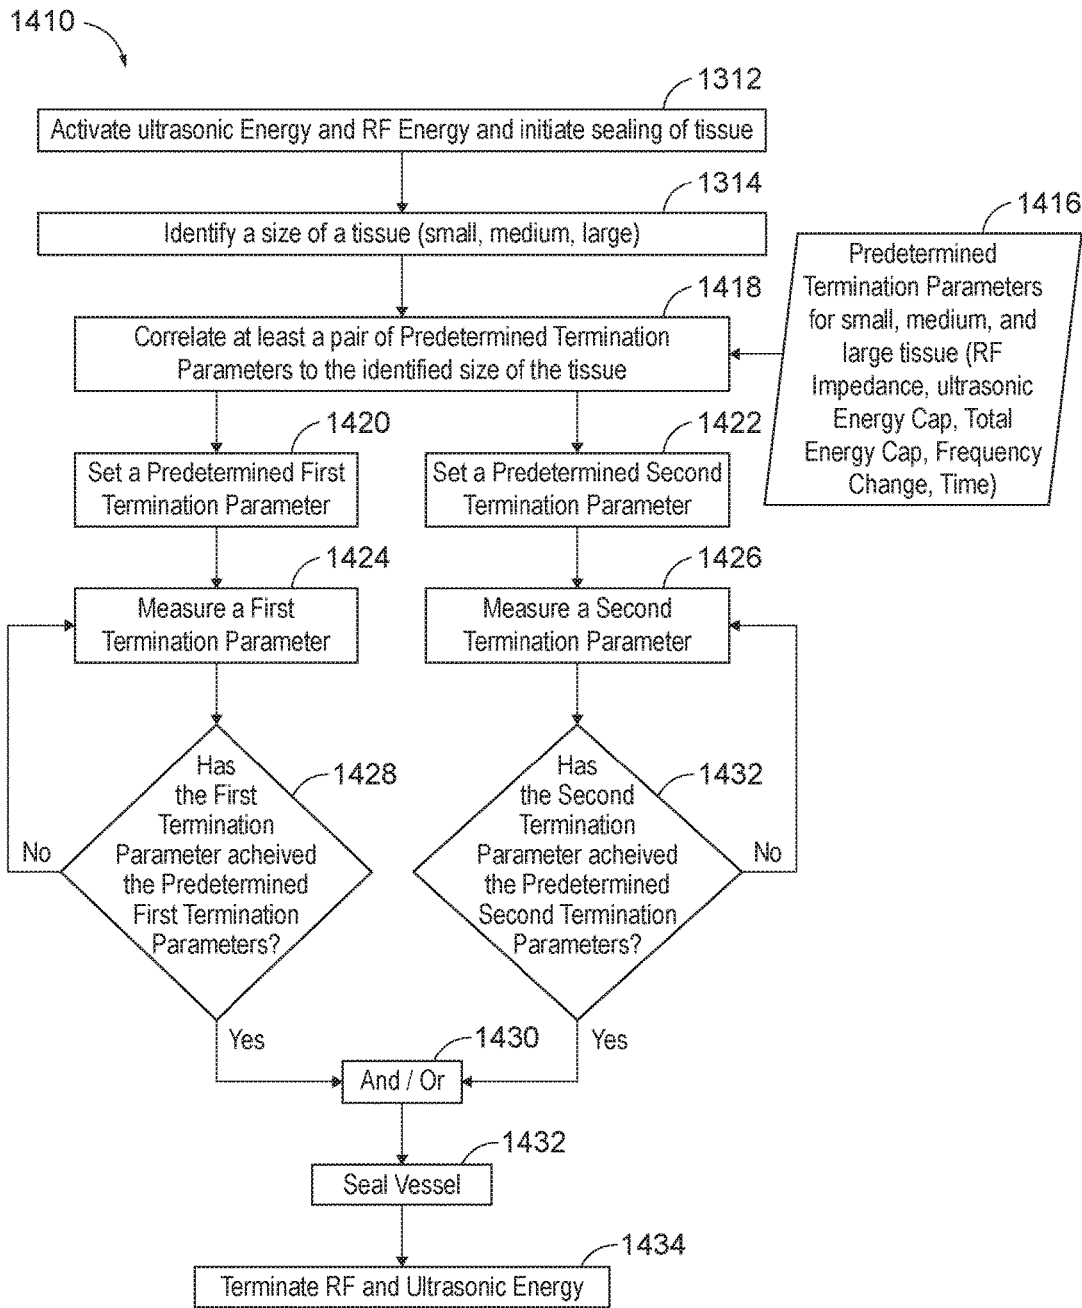 1410
1312
Activate ultrasonic Energy and RF Energy and initiate sealing of tissue
1314
Identify a size of a tissue (small, medium, large)
1416
Predetermined
Termination Parameters
for small, medium, and
large tissue (RF
Impedance, ultrasonic
Energy Cap, Total
Energy Cap, Frequency
Change, Time)
1418
Correlate at least a pair of Predetermined Termination
Parameters to the identified size of the tissue
1420
Set a Predetermined First
Termination Parameter
1422
Set a Predetermined Second
Termination Parameter
1424
Measure a First
Termination Parameter
1426
Measure a Second
Termination Parameter
1428
Has
the First
Termination
Parameter acheived
the Predetermined
First Termination
Parameters?
No
Yes
1432
Has
the Second
Termination
Parameter acheived
the Predetermined
Second Termination
Parameters?
No
Yes
1430
And / Or
1432
Seal Vessel
1434
Terminate RF and Ultrasonic Energy